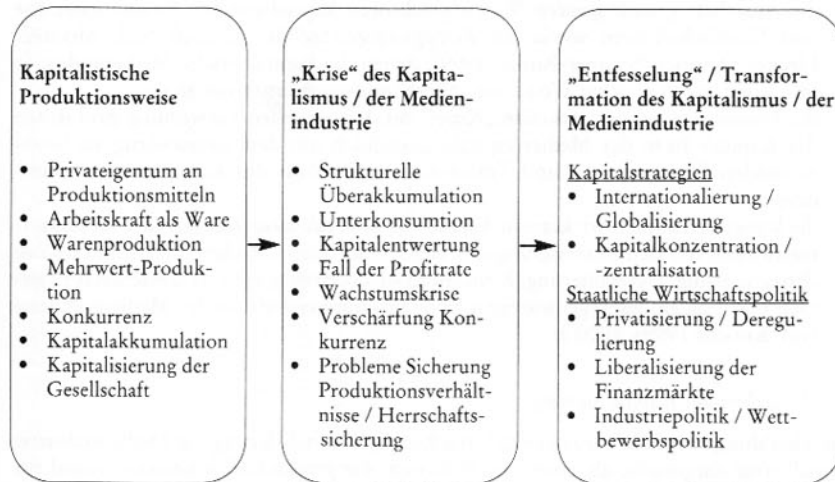 Kapitalistische
Produktionsweise
• Privateigentum an
Produktionsmitteln
• Arbeitskraft als Ware
• Warenproduktion
• Mehrwert-Produk-
tion
• Konkurrenz
• Kapitalakkumulation
• Kapitalisierung der
Gesellschaft
„Krise“ des Kapita-
lismus / der Medien-
industrie
• Strukturelle
Überakkumulation
• Unterkonsumtion
• Kapitalentwertung
• Fall der Profitrate
• Wachstumskrise
• Verschärfung Kon-
kurrenz
• Probleme Sicherung
Produktionsverhält-
nisse / Herrschafts-
sicherung
„Entfesselung“ / Transfor-
mation des Kapitalismus / der
Medienindustrie
Kapitalstrategien
• Internationalierung /
Globalisierung
• Kapitalkonzentration /
-zentralisation
Staatliche Wirtschaftspolitik
• Privatisierung / Deregu-
lierung
• Liberalisierung der
Finanzmärkte
• Industriepolitik / Wett-
bewerbspolitik